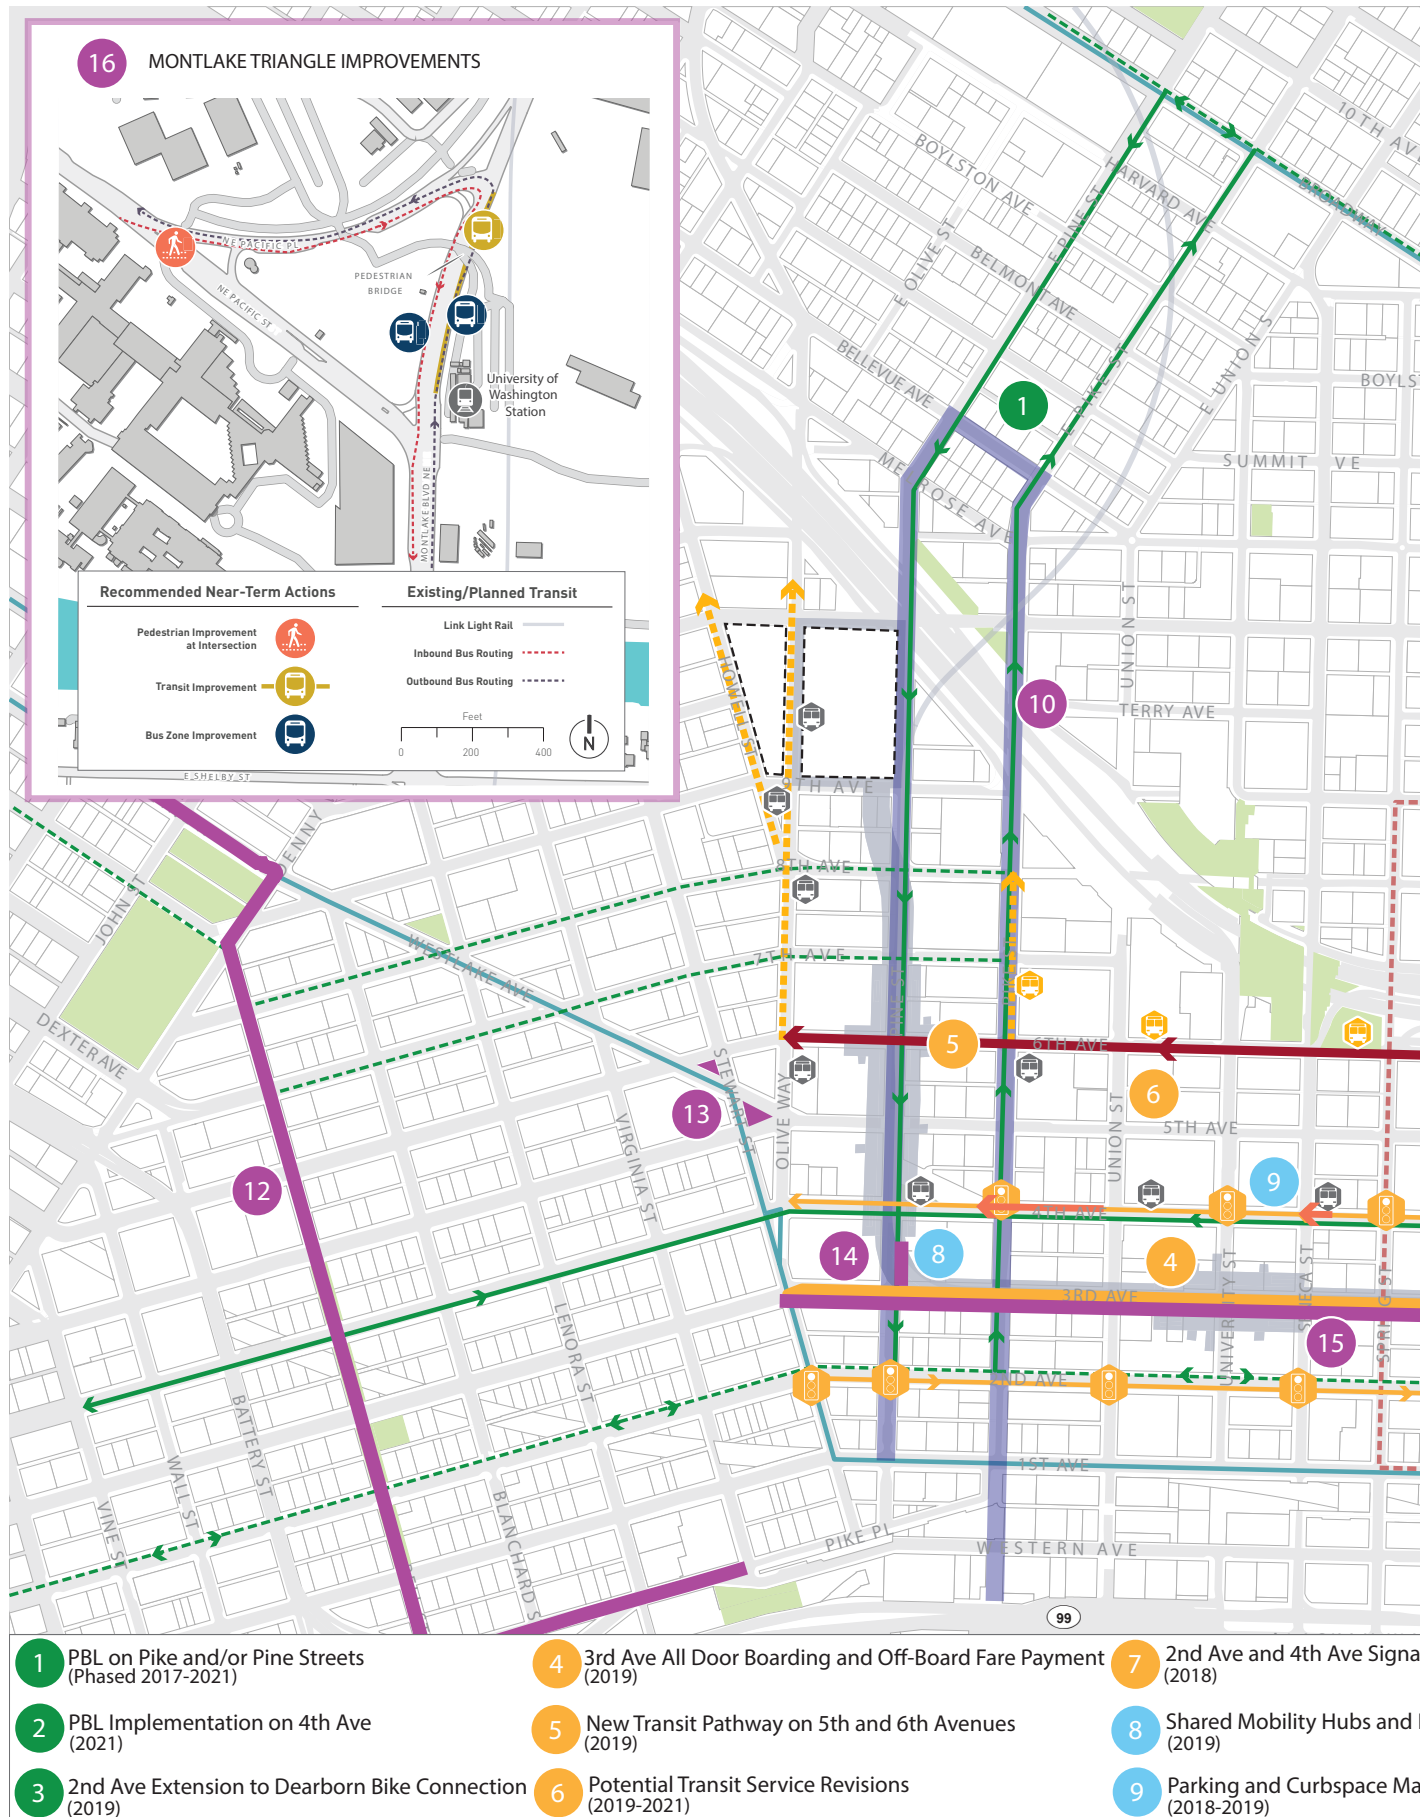 16 MONTLAKE TRIANGLE IMPROVEMENTS
NE PACIFIC PL
PEDESTRIAN
BRIDGE
NE PACIFIC ST
University of
Washington
Station
MONTLAKE BLVD NE
Recommended Near-Term Actions
Pedestrian Improvement
at Intersection
Transit Improvement
Bus Zone Improvement
Existing/Planned Transit
Link Light Rail
Inbound Bus Routing
Outbound Bus Routing
Feet
0 200 400
N
E SHELBY ST
10TH AV
BOYLSTON AVE
HARVARD AVE
BROADWAY
E PINE ST
E OLIVE ST
BELMONT AVE
BELLEVUE AVE
E PIKE ST
E UNION S
BOYLST
1
SUMMIT VE
MELROSE AVE
UNION ST
10
TERRY AVE
HOWELL ST
9TH AVE
DENNY
8TH AVE
JOHN ST
WESTLAKE AVE
7TH AVE
DEXTER AVE
5
6TH AVE
6
STEWART ST
OLIVE WAY
13
VIRGINIA ST
UNION ST
5TH AVE
12
9
4TH AVE
14
8
4
UNIVERSITY ST
3RD AVE
15
LENORA ST
ND AVE
BATTERY ST
WALL ST
VINE ST
1ST AVE
BLANCHARD S
PIKE PL
WESTERN AVE
99
1 PBL on Pike and/or Pine Streets
(Phased 2017-2021)
2 PBL Implementation on 4th Ave
(2021)
3 2nd Ave Extension to Dearborn Bike Connection
(2019)
4 3rd Ave All Door Boarding and Off-Board Fare Payment
(2019)
5 New Transit Pathway on 5th and 6th Avenues
(2019)
6 Potential Transit Service Revisions
(2019-2021)
7 2nd Ave and 4th Ave Signa
(2018)
8 Shared Mobility Hubs and
(2019)
9 Parking and Curbspace Ma
(2018-2019)